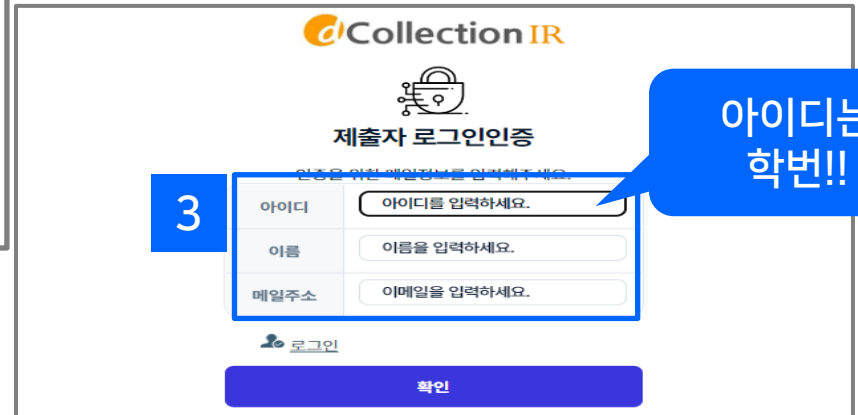 dCollection IR
제출자 로그인인증
인증을 위한 메일정보를 입력해주세요.
아이디는
학번!!
3
아이디
아이디를 입력하세요.
이름
이름을 입력하세요.
메일주소
이메일을 입력하세요.
로그인
확인